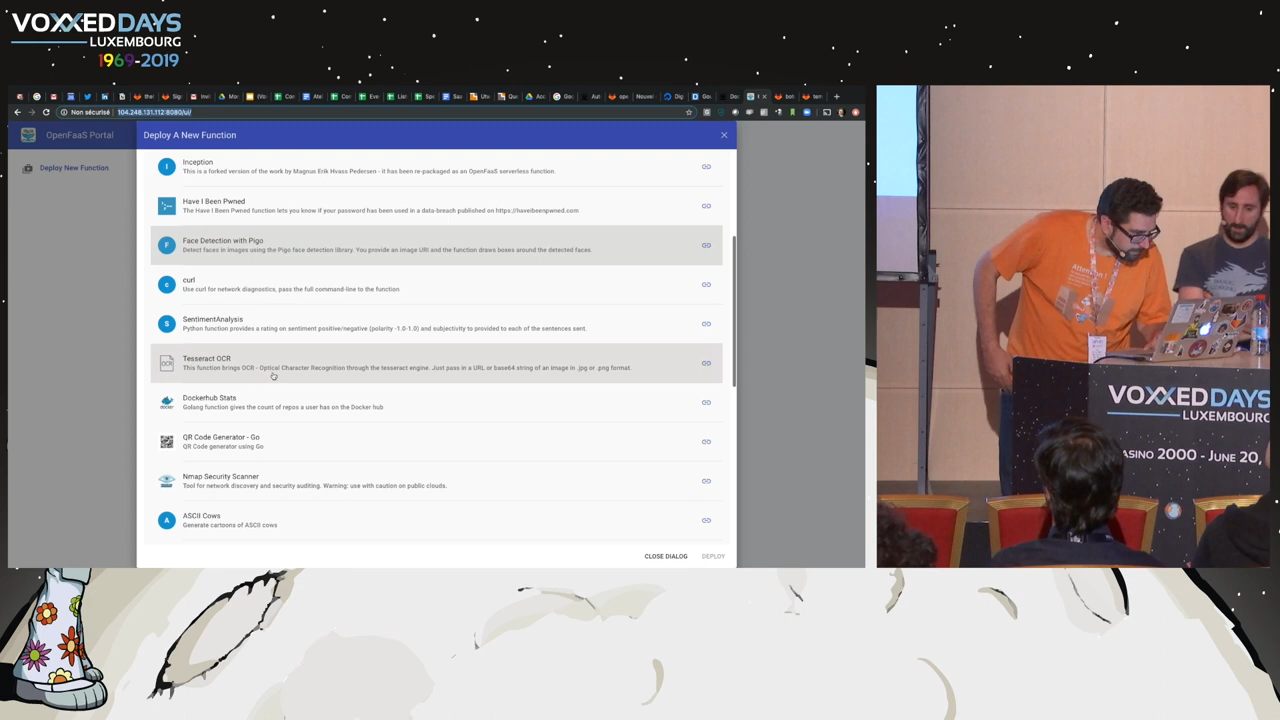 VOXXED DAYS
LUXEMBOURG
1969-2019
Non sécurisé
104.248.131.112:8080/ui/
OpenFaaS Portal
Deploy New Function
Deploy A New Function
Inception
This is a forked version of the work by Magnus Erik Hvass Pedersen - it has been re-packaged as an OpenFaaS serverless function.
Have I Been Pwned
The Have I Been Pwned function lets you know if your password has been used in a data-breach published on https://haveibeenpwned.com
F
Face Detection with Pigo
Detect faces in images using the Pigo face detection library. You provide an image URI and the function draws boxes around the detected faces.
c
curl
Use curl for network diagnostics, pass the full command-line to the function
S
SentimentAnalysis
Python function provides a rating on sentiment positive/negative (polarity -1.0-1.0) and subjectivity to provided to each of the sentences sent.
OCR
Tesseract OCR
This function brings OCR - Optical Character Recognition through the tesseract engine. Just pass in a URL or base64 string of an image in .jpg or .png format.
docker
Dockerhub Stats
Golang function gives the count of repos a user has on the Docker hub
QR Code Generator - Go
QR Code generator using Go
Nmap Security Scanner
Tool for network discovery and security auditing. Warning: use with caution on public clouds.
A
ASCII Cows
Generate cartoons of ASCII cows
CLOSE DIALOG
DEPLOY
VOXXED DAYS
LUXEMBOURG
CASINO 2000 - JUNE 20,